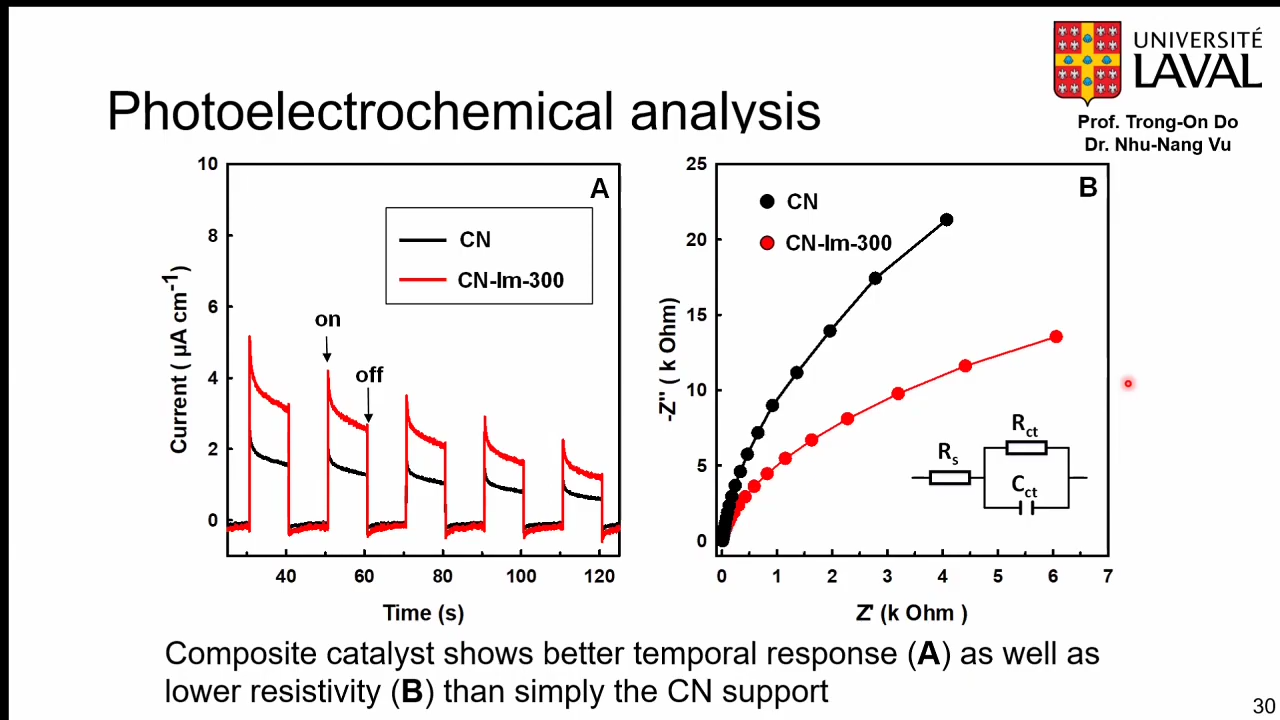 UNIVERSITÉ
LAVAL
Prof. Trong-On Do
Dr. Nhu-Nang Vu
Photoelectrochemical analysis
10
8
6
4
2
0
Current ( µA cm-1)
A
CN
CN-Im-300
on
off
40
60
80
100
120
Time (s)
25
20
15
10
5
0
-Z'' ( k Ohm)
B
CN
CN-Im-300
Rs
Rct
Cct
0
1
2
3
4
5
6
7
Z' (k Ohm )
Composite catalyst shows better temporal response (A) as well as
lower resistivity (B) than simply the CN support
30